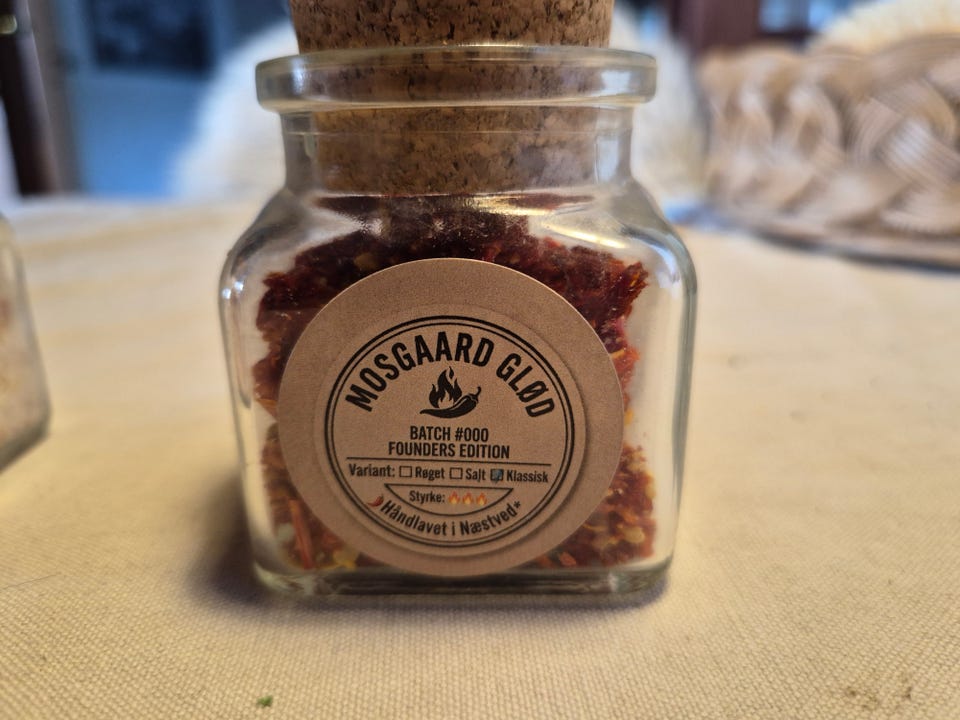 MOSGAARD GLØD
BATCH #000
FOUNDERS EDITION
Variant: ☐ Røget ☐ Salt ☑ Klassisk
Styrke: 🔥🔥🔥
🌶️Håndlavet i Næstved*